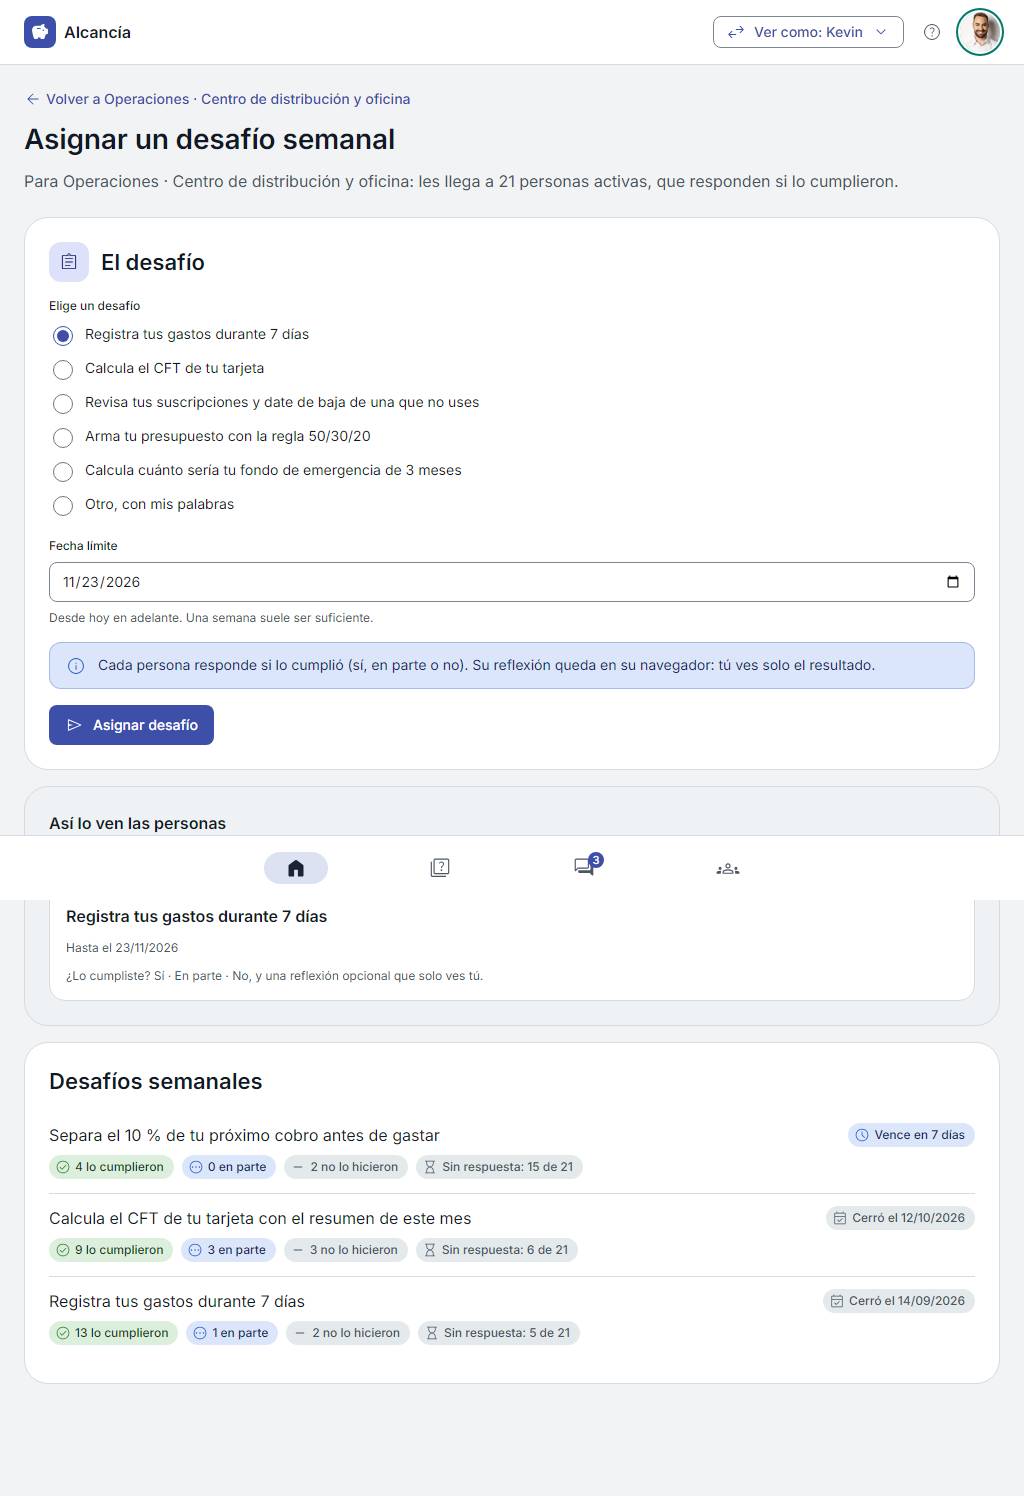 Alcancía
Ver como: Kevin
Volver a Operaciones · Centro de distribución y oficina
Asignar un desafío semanal
Para Operaciones · Centro de distribución y oficina: les llega a 21 personas activas, que responden si lo cumplieron.
El desafío
Elige un desafío
Registra tus gastos durante 7 días
Calcula el CFT de tu tarjeta
Revisa tus suscripciones y date de baja de una que no uses
Arma tu presupuesto con la regla 50/30/20
Calcula cuánto sería tu fondo de emergencia de 3 meses
Otro, con mis palabras
Fecha límite
11/23/2026
Desde hoy en adelante. Una semana suele ser suficiente.
Cada persona responde si lo cumplió (sí, en parte o no). Su reflexión queda en su navegador: tú ves solo el resultado.
Asignar desafío
Así lo ven las personas
3
Registra tus gastos durante 7 días
Hasta el 23/11/2026
¿Lo cumpliste? Sí · En parte · No, y una reflexión opcional que solo ves tú.
Desafíos semanales
Separa el 10 % de tu próximo cobro antes de gastar
Vence en 7 días
4 lo cumplieron
0 en parte
2 no lo hicieron
Sin respuesta: 15 de 21
Calcula el CFT de tu tarjeta con el resumen de este mes
Cerró el 12/10/2026
9 lo cumplieron
3 en parte
3 no lo hicieron
Sin respuesta: 6 de 21
Registra tus gastos durante 7 días
Cerró el 14/09/2026
13 lo cumplieron
1 en parte
2 no lo hicieron
Sin respuesta: 5 de 21